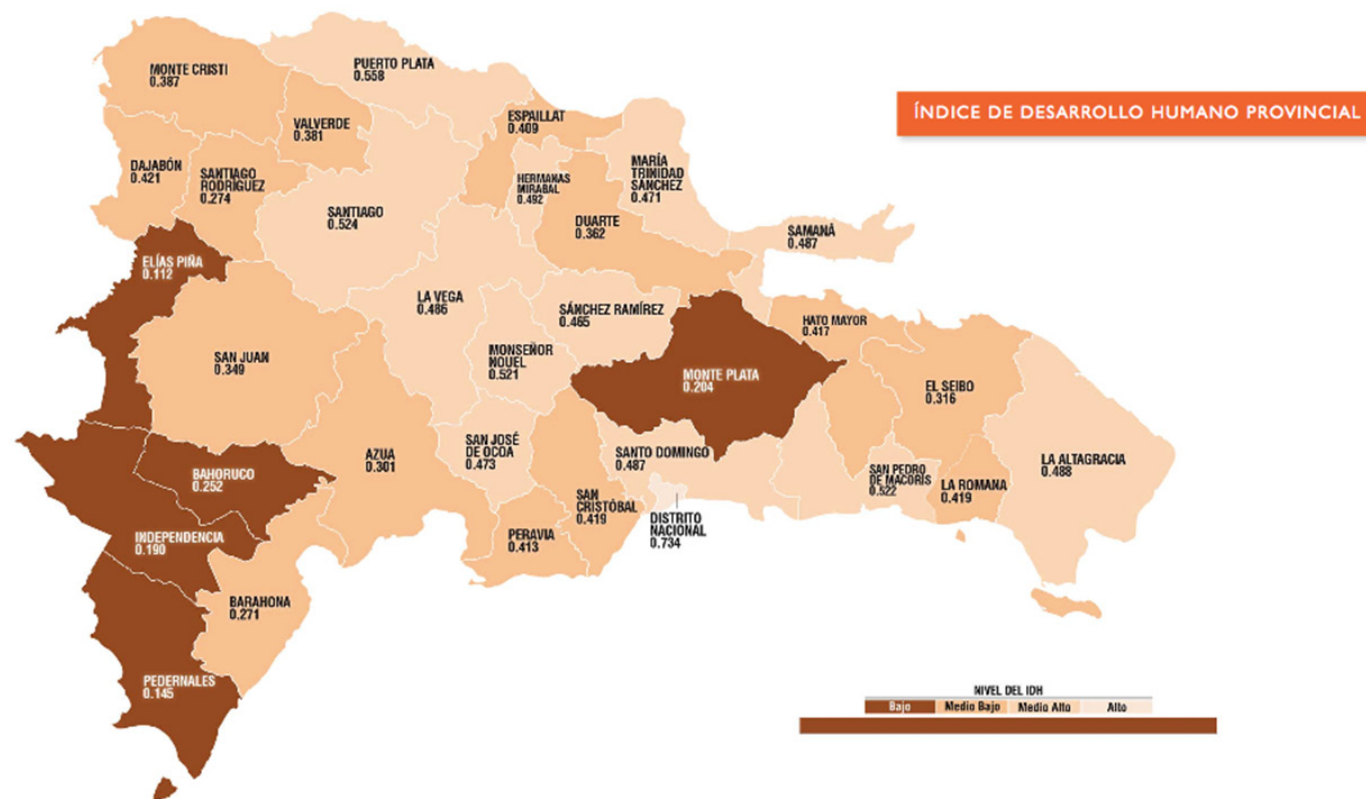 ÍNDICE DE DESARROLLO HUMANO PROVINCIAL
MONTE CRISTI
0.387
PUERTO PLATA
0.558
VALVERDE
0.381
ESPAILLAT
0.409
DAJABÓN
0.421
SANTIAGO
RODRÍGUEZ
0.274
HERMANAS
MIRABAL
0.492
MARÍA
TRINIDAD
SÁNCHEZ
0.471
SANTIAGO
0.524
DUARTE
0.362
SAMANÁ
0.487
ELÍAS PIÑA
0.112
LA VEGA
0.486
SÁNCHEZ RAMÍREZ
0.465
HATO MAYOR
0.417
SAN JUAN
0.349
MONSEÑOR
NOUEL
0.521
MONTE PLATA
0.204
EL SEIBO
0.316
AZUA
0.301
SAN JOSÉ
DE OCOA
0.473
SANTO DOMINGO
0.487
LA ALTAGRACIA
0.488
BAHORUCO
0.252
SAN PEDRO
DE MACORÍS
0.522
LA ROMANA
0.419
SAN
CRISTÓBAL
0.419
DISTRITO
NACIONAL
0.734
INDEPENDENCIA
0.190
PERAVIA
0.413
BARAHONA
0.271
PEDERNALES
0.145
NIVEL DEL IDH
Bajo Medio Bajo Medio Alto Alto